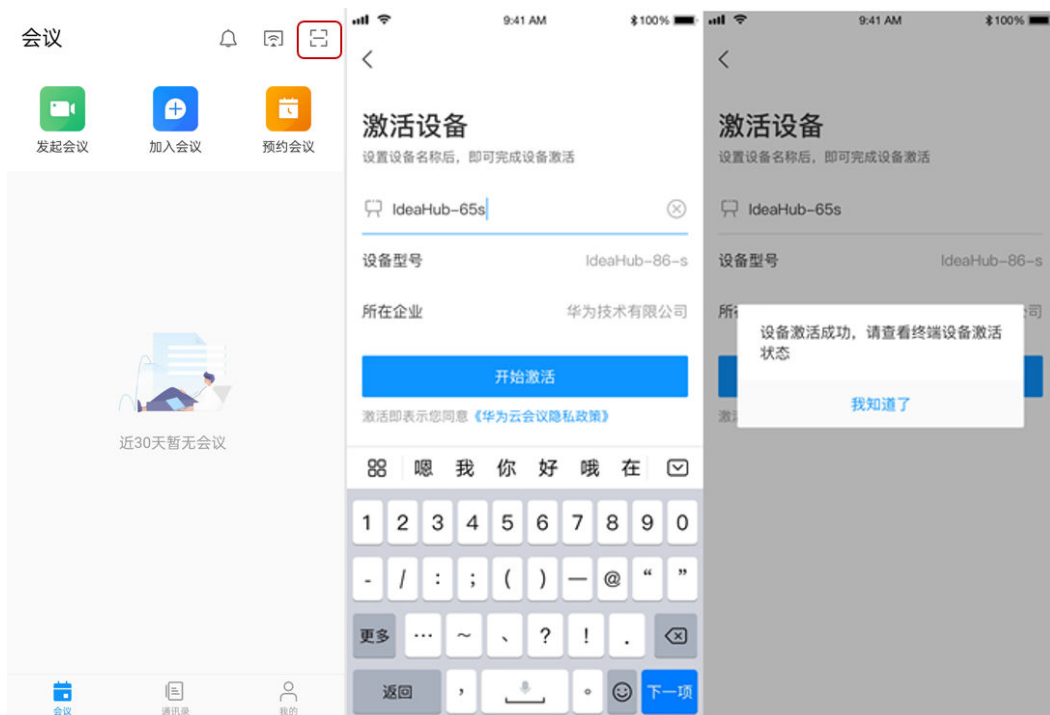 会议
发起会议
加入会议
预约会议
近30天暂无会议
会议
通讯录
我的
9:41 AM
100%
激活设备
设置设备名称后，即可完成设备激活
IdeaHub-65s
设备型号
IdeaHub-86-s
所在企业
华为技术有限公司
开始激活
激活即表示您同意《华为云会议隐私政策》
嗯 我 你 好 哦 在
1 2 3 4 5 6 7 8 9 0
- / : ; ( ) — @ “ ”
更多 … ~ 、 ? ! .
返回 ， 。 下一项
9:41 AM
100%
激活设备
设置设备名称后，即可完成设备激活
IdeaHub-65s
设备型号
IdeaHub-86-s
所
司
设备激活成功，请查看终端设备激活
状态
我知道了
激